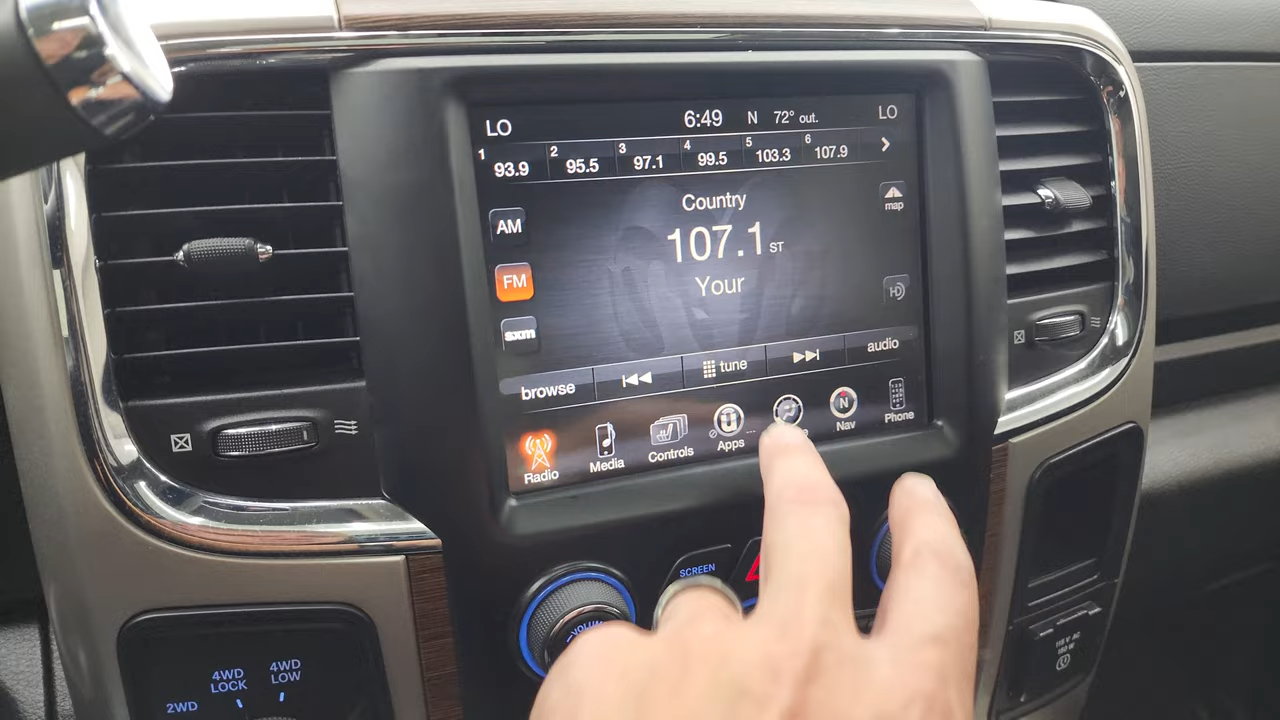 LO 6:49 N 72° out. LO
1 93.9 2 95.5 3 97.1 4 99.5 5 103.3 6 107.9
Country
map
AM
107.1 ST
FM
Your
HD
sxm
browse tune audio
Radio Media Controls Apps Nav Phone
SCREEN
VOLUME
4WD LOCK
4WD LOW
2WD
115 V AC
150 W